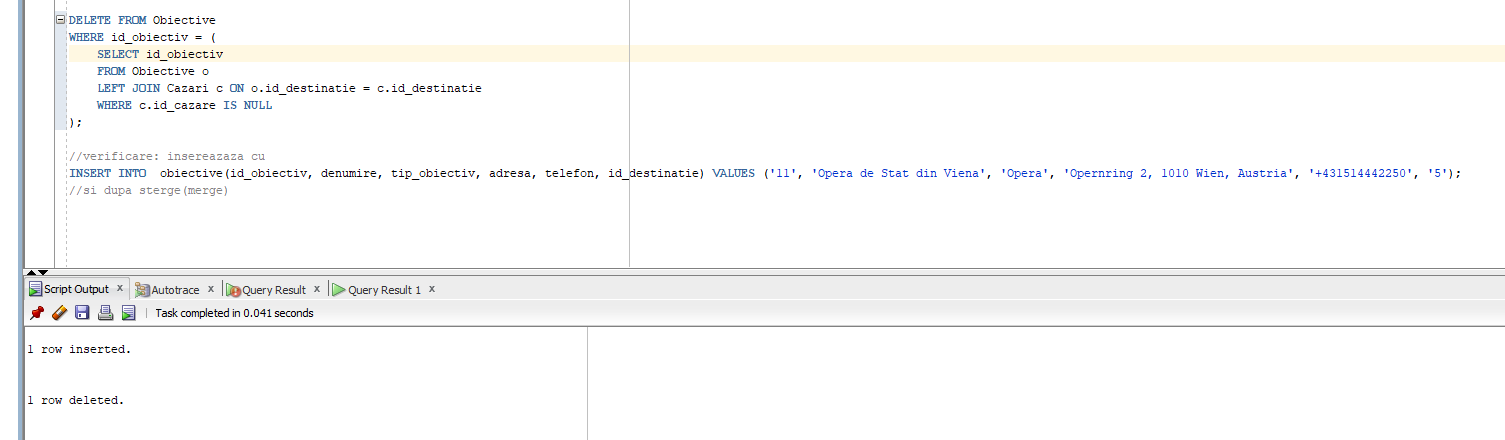 DELETE FROM Obiective
WHERE id_obiectiv = (
SELECT id_obiectiv
FROM Obiective o
LEFT JOIN Cazari c ON o.id_destinatie = c.id_destinatie
WHERE c.id_cazare IS NULL
);
//verificare: insereazaza cu
INSERT INTO  obiective(id_obiectiv, denumire, tip_obiectiv, adresa, telefon, id_destinatie) VALUES ('11', 'Opera de Stat din Viena', 'Opera', 'Opernring 2, 1010 Wien, Austria', '+431514442250', '5');
//si dupa sterge(merge)
Script Output x Autotrace x Query Result x Query Result 1 x
Task completed in 0.041 seconds
1 row inserted.
1 row deleted.